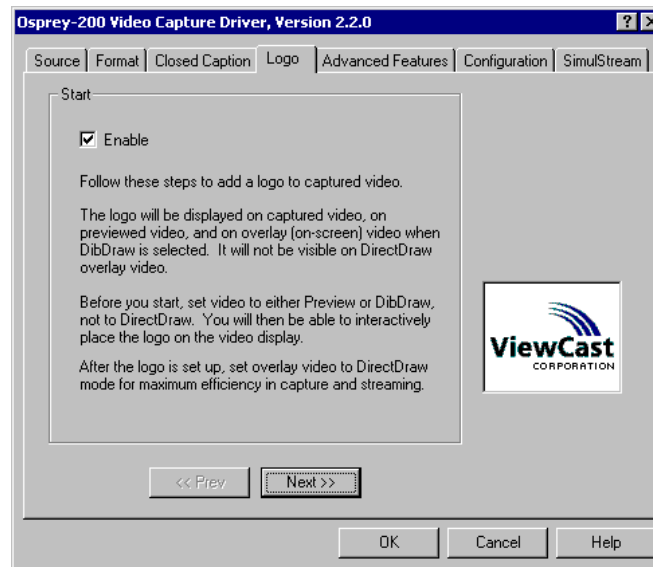 Osprey-200 Video Capture Driver, Version 2.2.0
Source Format Closed Caption Logo Advanced Features Configuration SimulStream
Start
Enable
Follow these steps to add a logo to captured video.
The logo will be displayed on captured video, on
previewed video, and on overlay (on-screen) video when
DibDraw is selected. It will not be visible on DirectDraw
overlay video.
Before you start, set video to either Preview or DibDraw,
not to DirectDraw. You will then be able to interactively
place the logo on the video display.
After the logo is set up, set overlay video to DirectDraw
mode for maximum efficiency in capture and streaming.
ViewCast
CORPORATION
<< Prev Next >>
OK Cancel Help